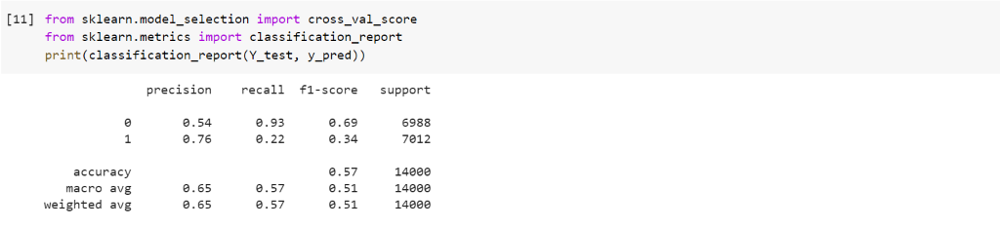 [11] from sklearn.model_selection import cross_val_score
from sklearn.metrics import classification_report
print(classification_report(Y_test, y_pred))
precision recall f1-score support
0 0.54 0.93 0.69 6988
1 0.76 0.22 0.34 7012
accuracy 0.57 14000
macro avg 0.65 0.57 0.51 14000
weighted avg 0.65 0.57 0.51 14000